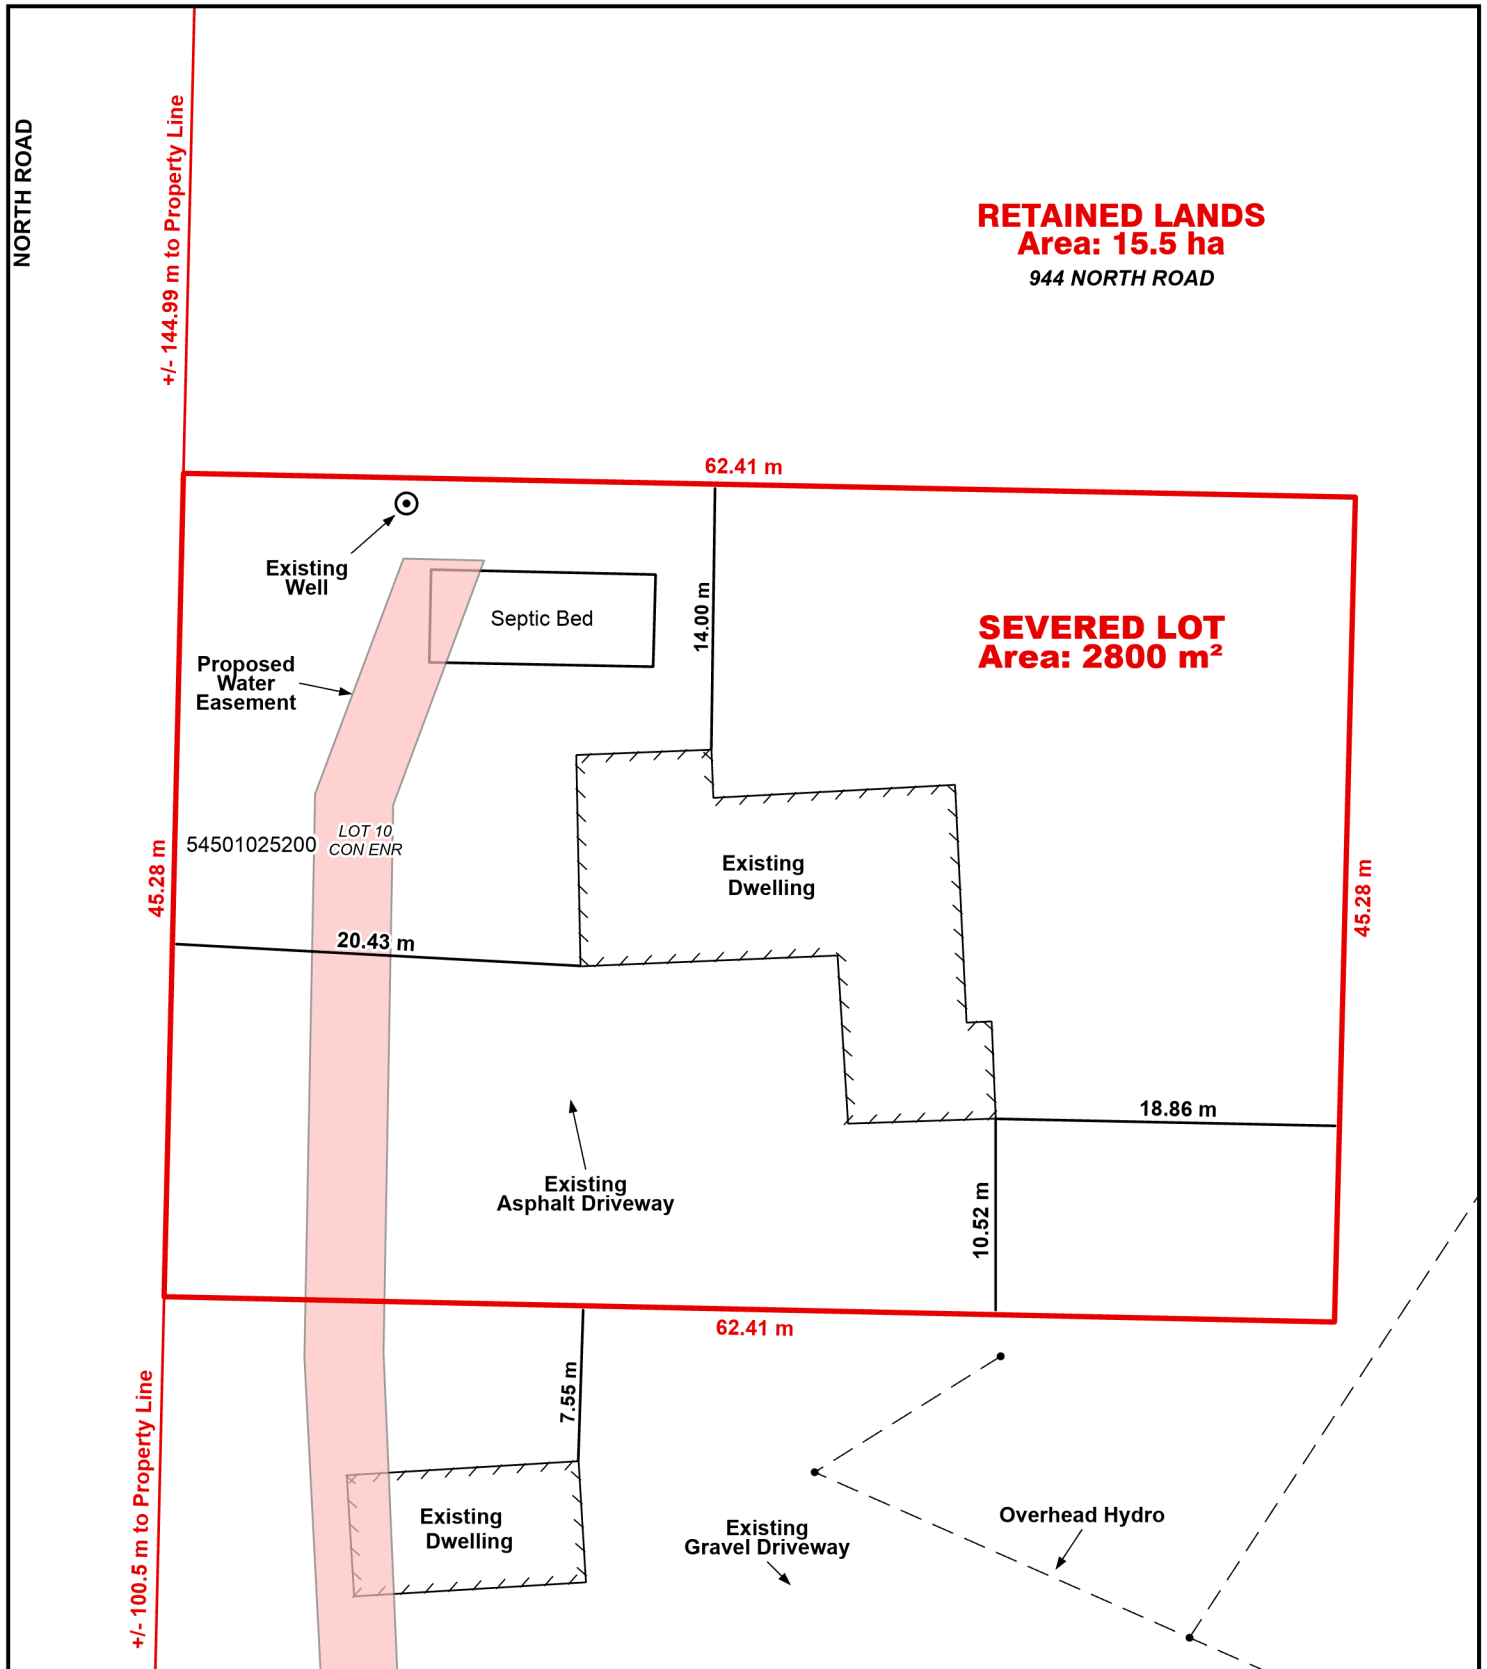 NORTH ROAD
+/- 144.99 m to Property Line
RETAINED LANDS
Area: 15.5 ha
944 NORTH ROAD
62.41 m
Existing
Well
Septic Bed
14.00 m
SEVERED LOT
Area: 2800 m²
Proposed
Water
Easement
54501025200
LOT 10
CON ENR
45.28 m
Existing
Dwelling
45.28 m
20.43 m
18.86 m
Existing
Asphalt Driveway
10.52 m
62.41 m
7.55 m
+/- 100.5 m to Property Line
Existing
Dwelling
Existing
Gravel Driveway
Overhead Hydro